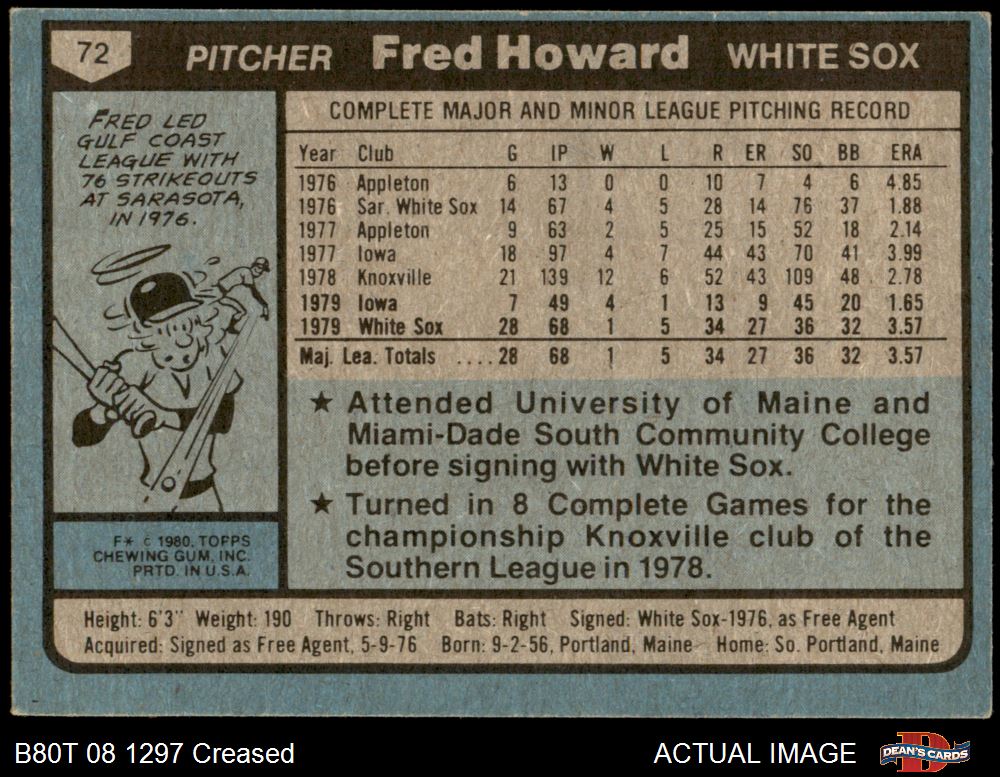 72 PITCHER Fred Howard WHITE SOX
FRED LED
GULF COAST
LEAGUE WITH
76 STRIKEOUTS
AT SARASOTA,
IN 1976.
COMPLETE MAJOR AND MINOR LEAGUE PITCHING RECORD
Year Club G IP W L R ER SO BB ERA
1976 Appleton 6 13 0 0 10 7 4 6 4.85
1976 Sar. White Sox 14 67 4 5 28 14 76 37 1.88
1977 Appleton 9 63 2 5 25 15 52 18 2.14
1977 Iowa 18 97 4 7 44 43 70 41 3.99
1978 Knoxville 21 139 12 6 52 43 109 48 2.78
1979 Iowa 7 49 4 1 13 9 45 20 1.65
1979 White Sox 28 68 1 5 34 27 36 32 3.57
Maj. Lea. Totals ....28 68 1 5 34 27 36 32 3.57
★ Attended University of Maine and
Miami-Dade South Community College
before signing with White Sox.
★ Turned in 8 Complete Games for the
championship Knoxville club of the
Southern League in 1978.
F* © 1980, TOPPS
CHEWING GUM, INC.
PRTD. IN U.S.A.
Height: 6'3" Weight: 190 Throws: Right Bats: Right Signed: White Sox-1976, as Free Agent
Acquired: Signed as Free Agent, 5-9-76 Born: 9-2-56, Portland, Maine Home: So. Portland, Maine
B80T 08 1297 Creased ACTUAL IMAGE DEAN'S CARDS